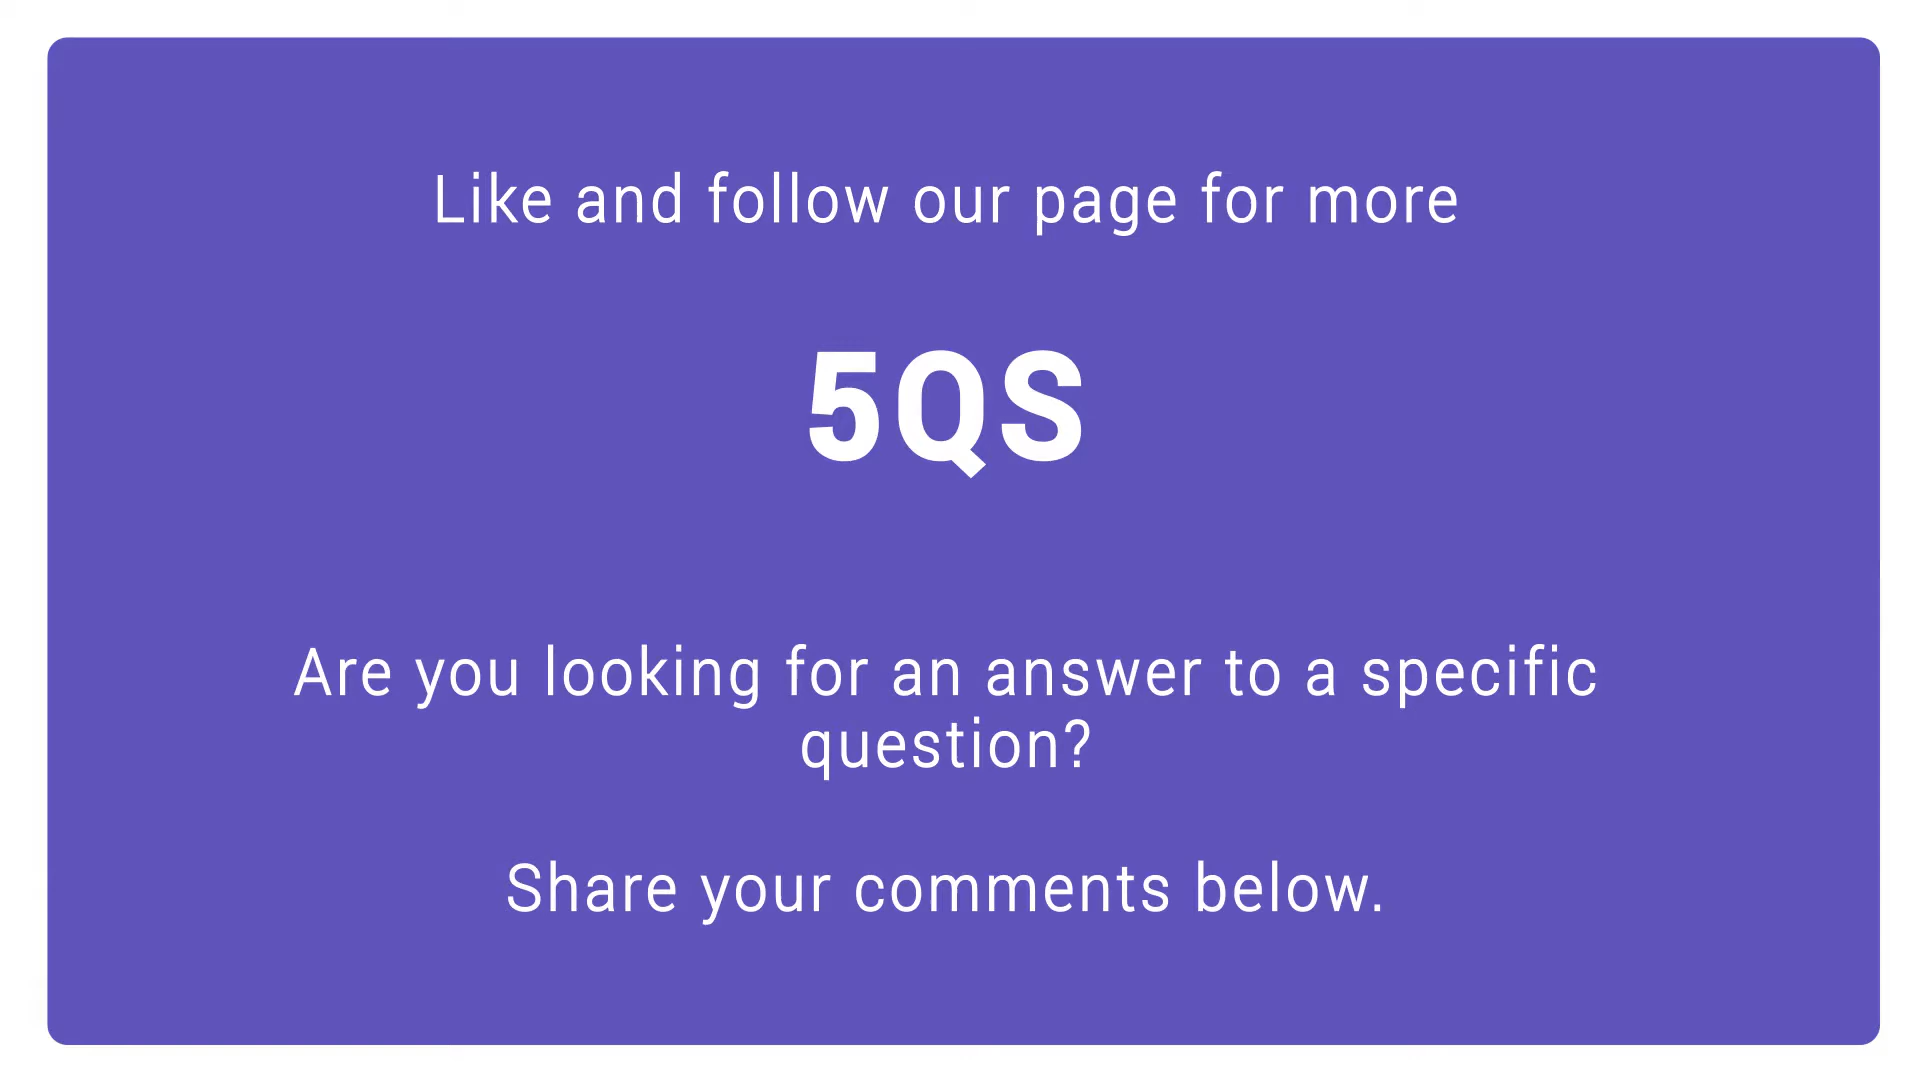 Like and follow our page for more
5QS
Are you looking for an answer to a specific
question?
Share your comments below.